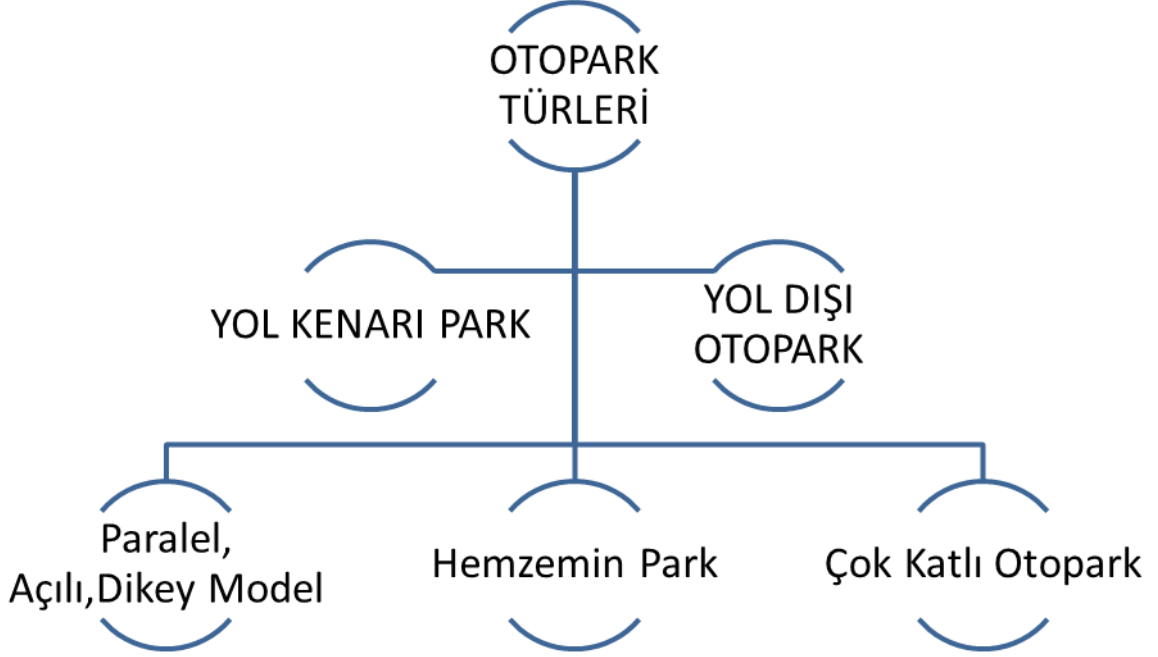 OTOPARK
TÜRLERİ
YOL KENARI PARK
YOL DIŞI
OTOPARK
Paralel,
Açılı,Dikey Model
Hemzemin Park
Çok Katlı Otopark